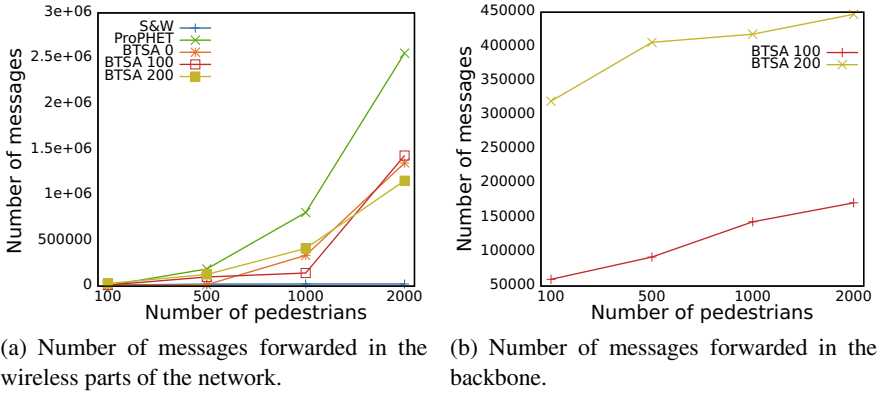 3e+06
2.5e+06
2e+06
1.5e+06
1e+06
500000
0
Number of messages
S&W
ProPHET
BTSA 0
BTSA 100
BTSA 200
100 500 1000 2000
Number of pedestrians
(a) Number of messages forwarded in the
wireless parts of the network.
450000
400000
350000
300000
250000
200000
150000
100000
50000
Number of messages
BTSA 100
BTSA 200
100 500 1000 2000
Number of pedestrians
(b) Number of messages forwarded in the
backbone.